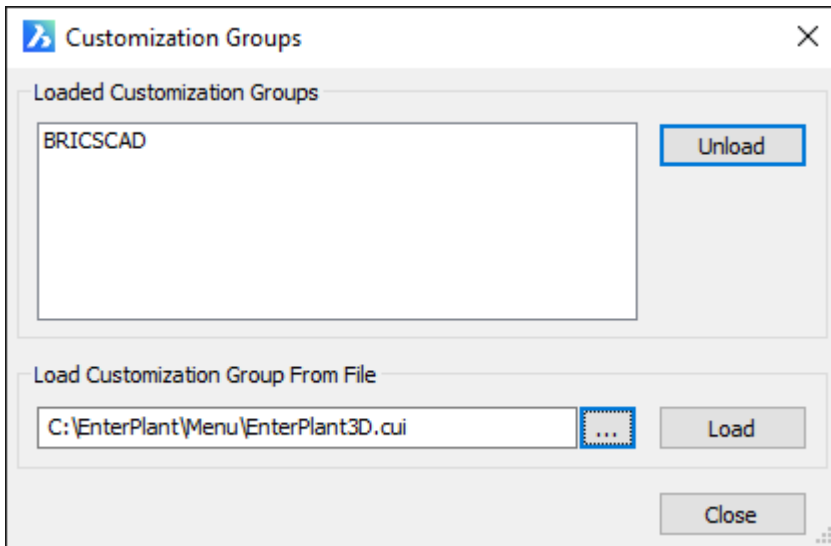 Customization Groups
Loaded Customization Groups
BRICSCAD
Unload
Load Customization Group From File
C:\EnterPlant\Menu\EnterPlant3D.cui
...
Load
Close